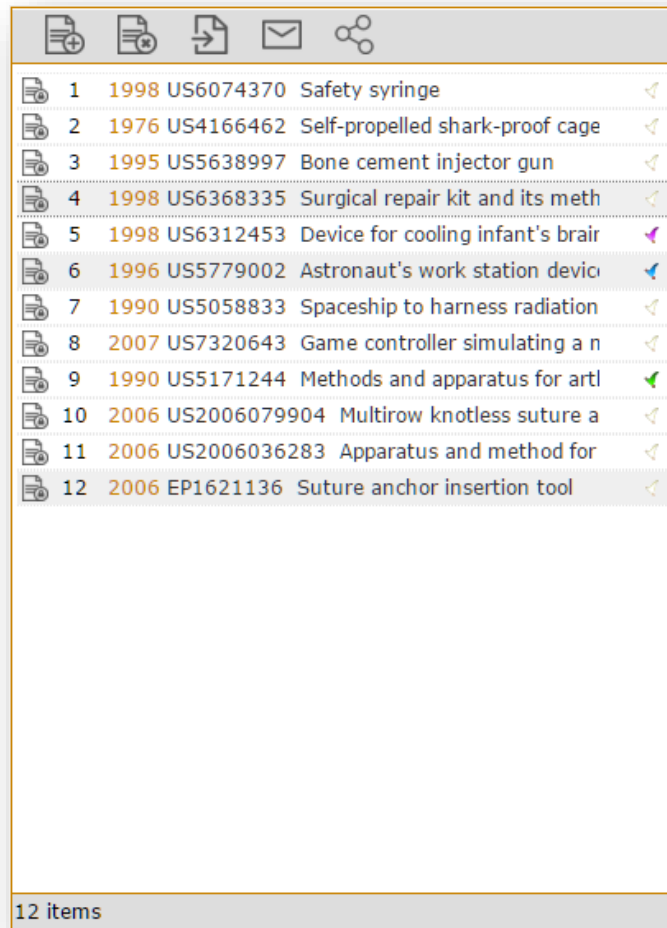 1 1998 US6074370 Safety syringe
2 1976 US4166462 Self-propelled shark-proof cage
3 1995 US5638997 Bone cement injector gun
4 1998 US6368335 Surgical repair kit and its meth
5 1998 US6312453 Device for cooling infant's brain
6 1996 US5779002 Astronaut's work station devic
7 1990 US5058833 Spaceship to harness radiation
8 2007 US7320643 Game controller simulating a
9 1990 US5171244 Methods and apparatus for
10 2006 US2006079904 Multirow knotless suture a
11 2006 US2006036283 Apparatus and method for
12 2006 EP1621136 Suture anchor insertion tool
12 items